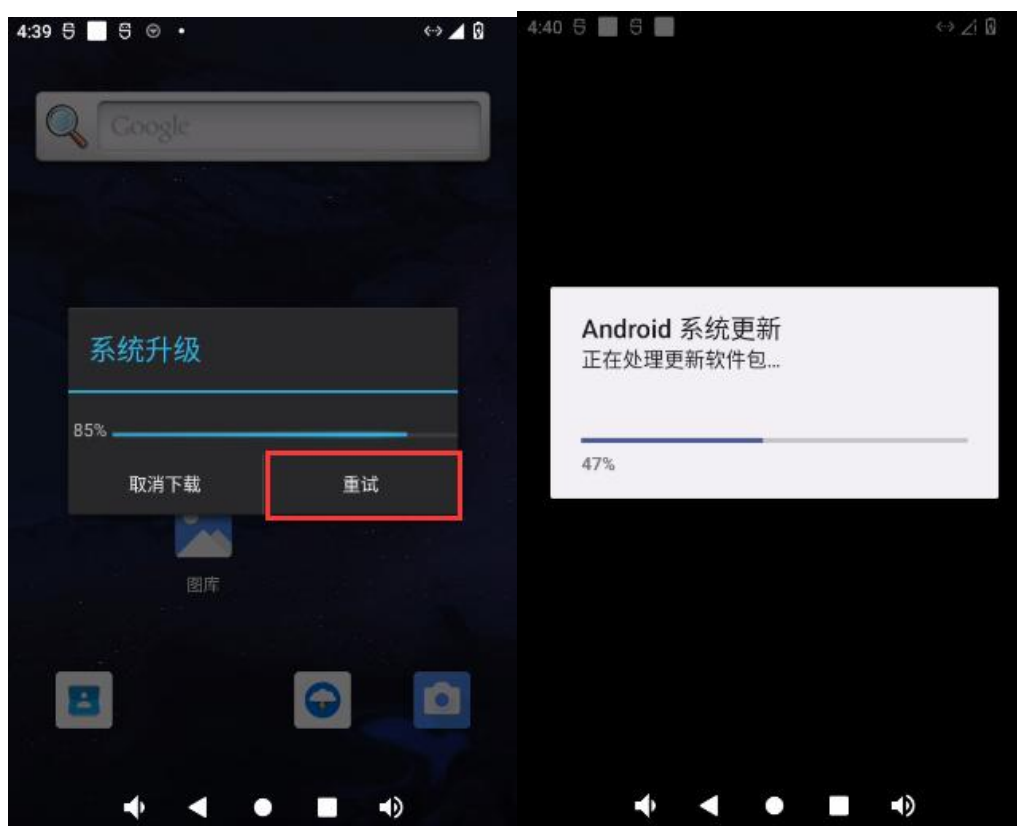 4:39
Google
系统升级
85%
取消下载
重试
图库
4:40
Android 系统更新
正在处理更新软件包...
47%